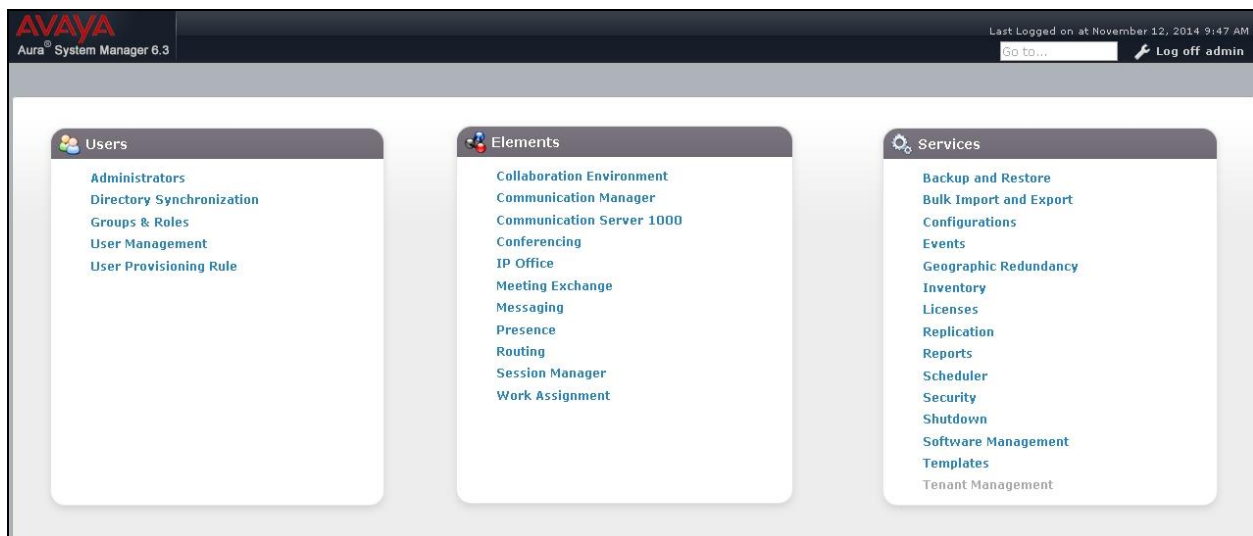 AVAYA
Aura® System Manager 6.3
Last Logged on at November 12, 2014 9:47 AM
Go to...
Log off admin
Users
Administrators
Directory Synchronization
Groups & Roles
User Management
User Provisioning Rule
Elements
Collaboration Environment
Communication Manager
Communication Server 1000
Conferencing
IP Office
Meeting Exchange
Messaging
Presence
Routing
Session Manager
Work Assignment
Services
Backup and Restore
Bulk Import and Export
Configurations
Events
Geographic Redundancy
Inventory
Licenses
Replication
Reports
Scheduler
Security
Shutdown
Software Management
Templates
Tenant Management